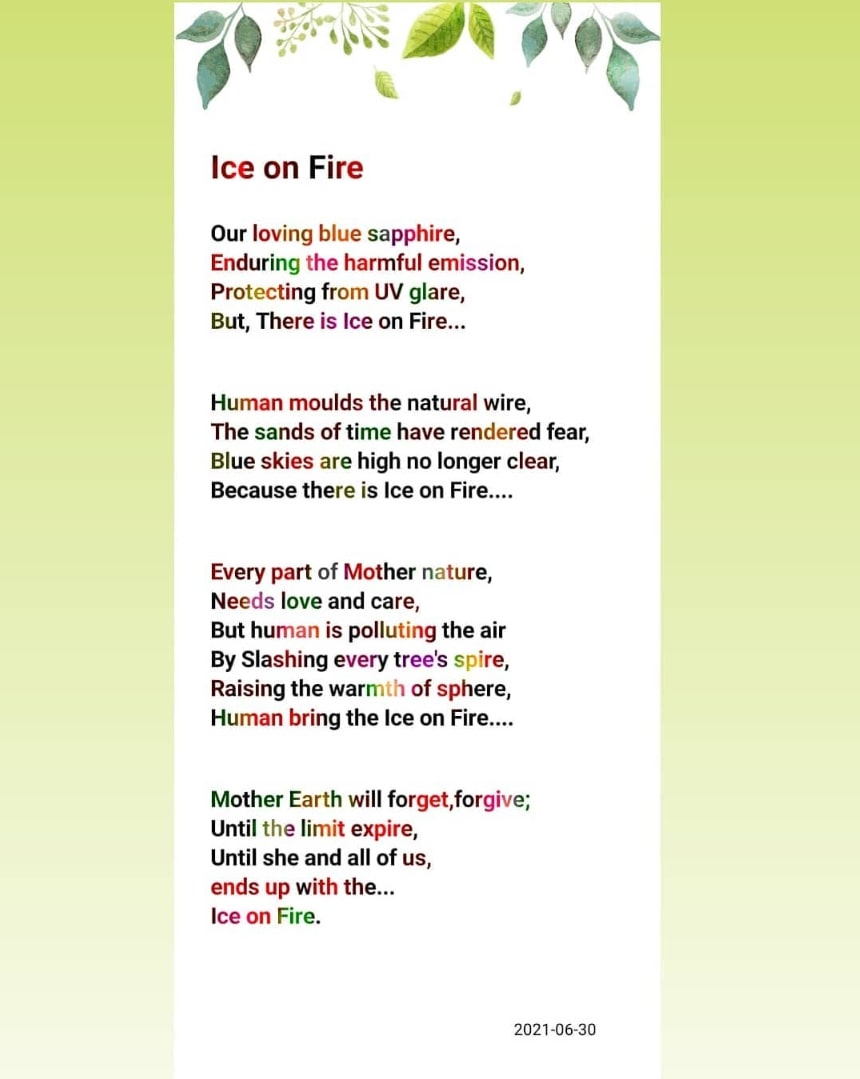 Ice on Fire
Our loving blue sapphire,
Enduring the harmful emission,
Protecting from UV glare,
But, There is Ice on Fire...
Human moulds the natural wire,
The sands of time have rendered fear,
Blue skies are high no longer clear,
Because there is Ice on Fire....
Every part of Mother nature,
Needs love and care,
But human is polluting the air
By Slashing every tree's spire,
Raising the warmth of sphere,
Human bring the Ice on Fire....
Mother Earth will forget,forgive;
Until the limit expire,
Until she and all of us,
ends up with the...
Ice on Fire.
2021-06-30